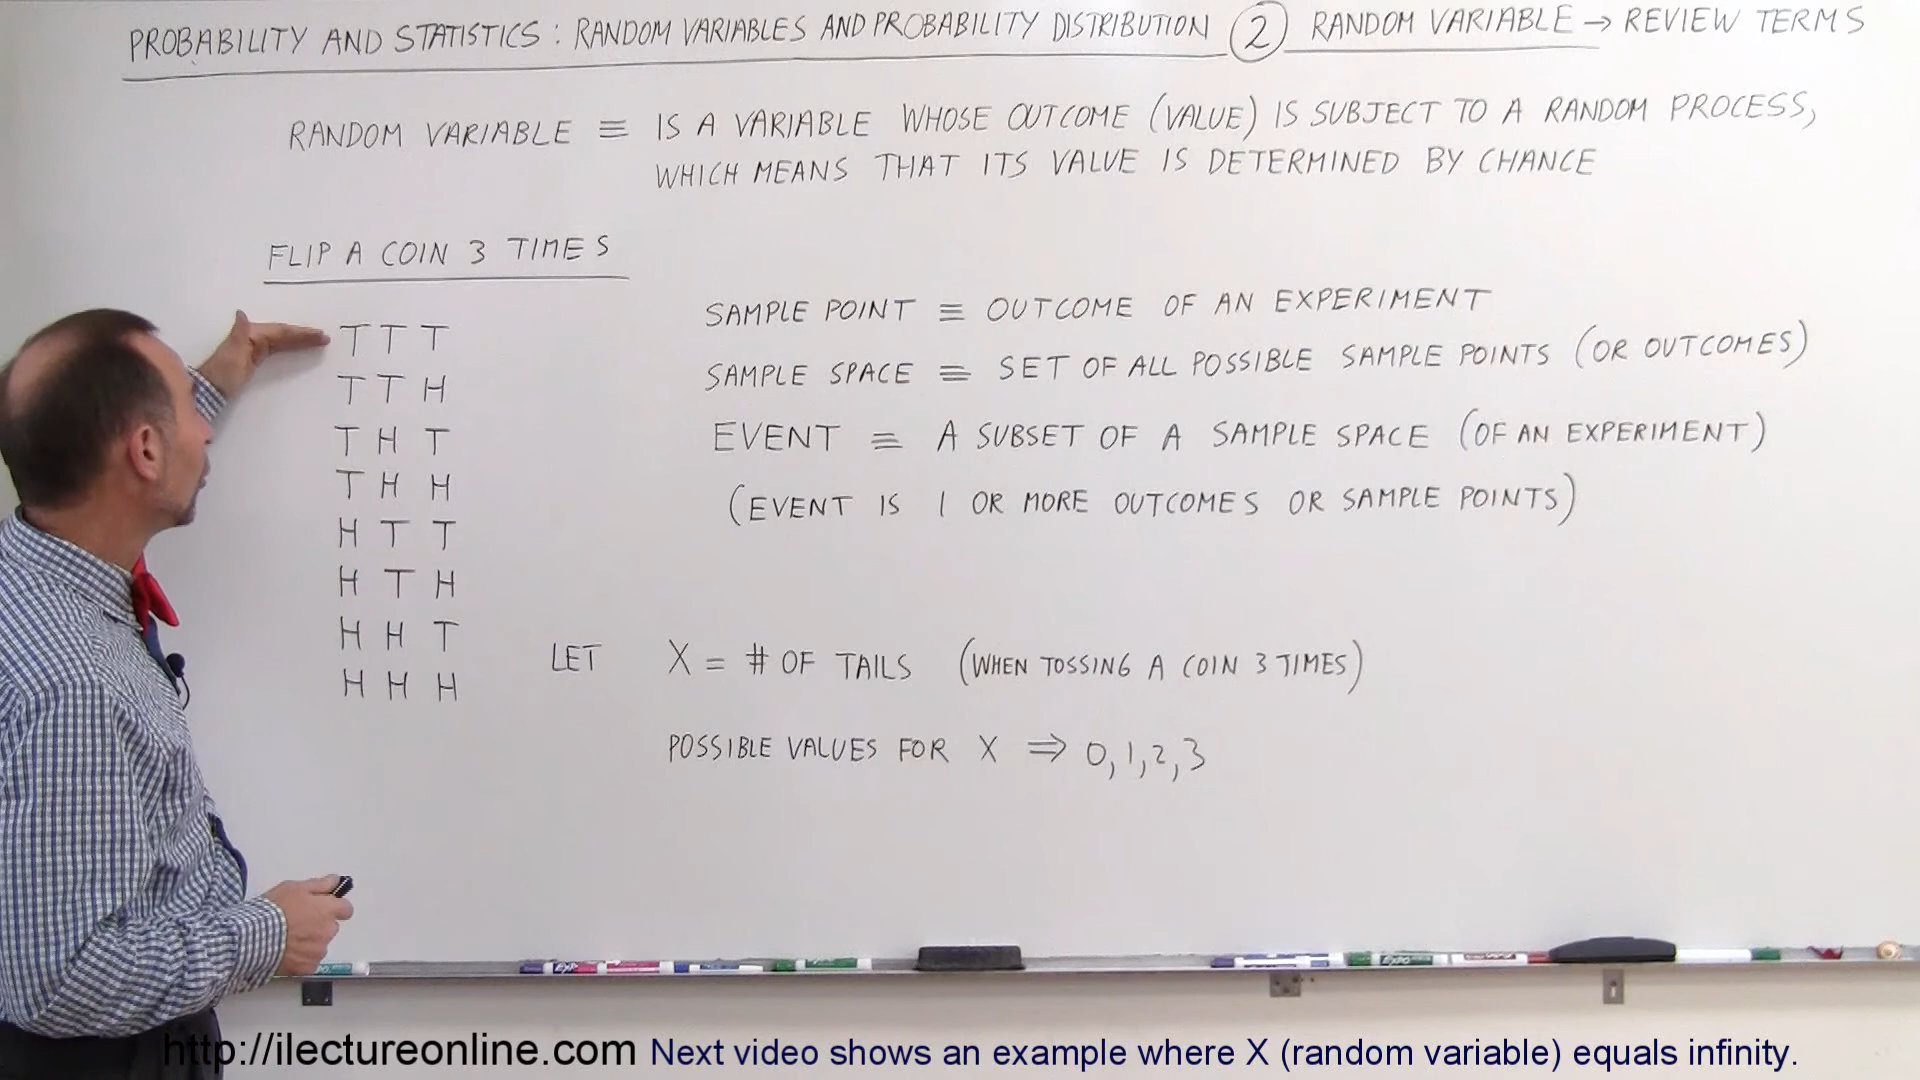 PROBABILITY AND STATISTICS : RANDOM VARIABLES AND PROBABILITY DISTRIBUTION ② RANDOM VARIABLE → REVIEW TERMS
RANDOM VARIABLE ≡ IS A VARIABLE WHOSE OUTCOME (VALUE) IS SUBJECT TO A RANDOM PROCESS,
WHICH MEANS THAT ITS VALUE IS DETERMINED BY CHANCE
FLIP A COIN 3 TIMES
T T T
T T H
T H T
T H H
H T T
H T H
H H T
H H H
SAMPLE POINT ≡ OUTCOME OF AN EXPERIMENT
SAMPLE SPACE ≡ SET OF ALL POSSIBLE SAMPLE POINTS (OR OUTCOMES)
EVENT ≡ A SUBSET OF A SAMPLE SPACE (OF AN EXPERIMENT)
(EVENT IS 1 OR MORE OUTCOMES OR SAMPLE POINTS)
LET X = # OF TAILS (WHEN TOSSING A COIN 3 TIMES)
POSSIBLE VALUES FOR X ⇒ 0, 1, 2, 3
http://ilectureonline.com Next video shows an example where X (random variable) equals infinity.